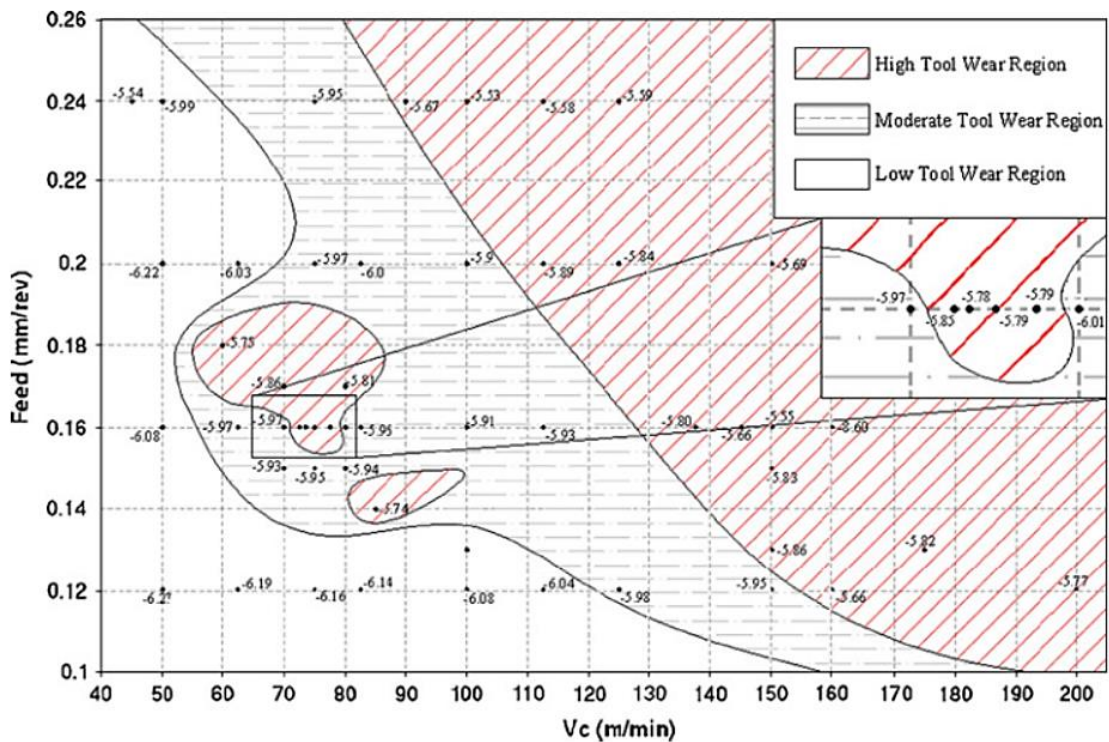 0.26
High Tool Wear Region
-5.54 -5.99 -5.95 -5.67 -5.53 -5.58 -5.59
0.24
Moderate Tool Wear Region
Low Tool Wear Region
0.22
-6.22 -6.03 -5.97 -6.0 -5.9 -5.89 -5.84 -5.69
0.2
-5.97 -5.85 -5.78 -5.79 -5.79 -6.01
-5.75
0.18
-5.86 -5.81
-6.08 -5.97 -5.97 -5.95 -5.91 -5.93 -5.80 -5.66 -5.55 -8.60
0.16
-5.93 -5.95 -5.94 -5.83
0.14
-5.74
-5.86 -5.82
-6.19 -6.16 -6.14 -6.08 -6.04 -5.98 -5.95 -5.66 -5.77
0.12
0.1
40 50 60 70 80 90 100 110 120 130 140 150 160 170 180 190 200
Feed (mm/rev)
Vc (m/min)